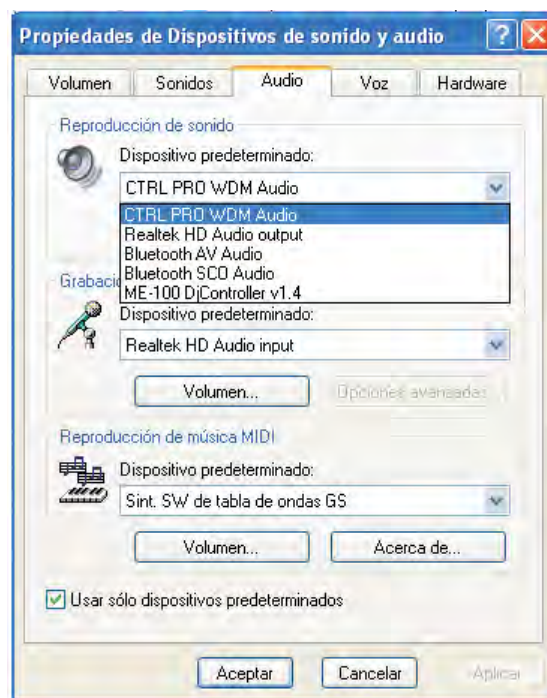 Propiedades de Dispositivos de sonido y audio
Volumen Sonidos Audio Voz Hardware
Reproducción de sonido
Dispositivo predeterminado:
CTRL PRO WDM Audio
CTRL PRO WDM Audio
Realtek HD Audio output
Bluetooth AV Audio
Bluetooth SCO Audio
ME-100 DjController v1.4
Grabaci
Dispositivo predeterminado:
Realtek HD Audio input
Volumen... Opciones avanzadas...
Reproducción de música MIDI
Dispositivo predeterminado:
Sint. SW de tabla de ondas GS
Volumen... Acerca de...
Usar sólo dispositivos predeterminados
Aceptar Cancelar Aplicar